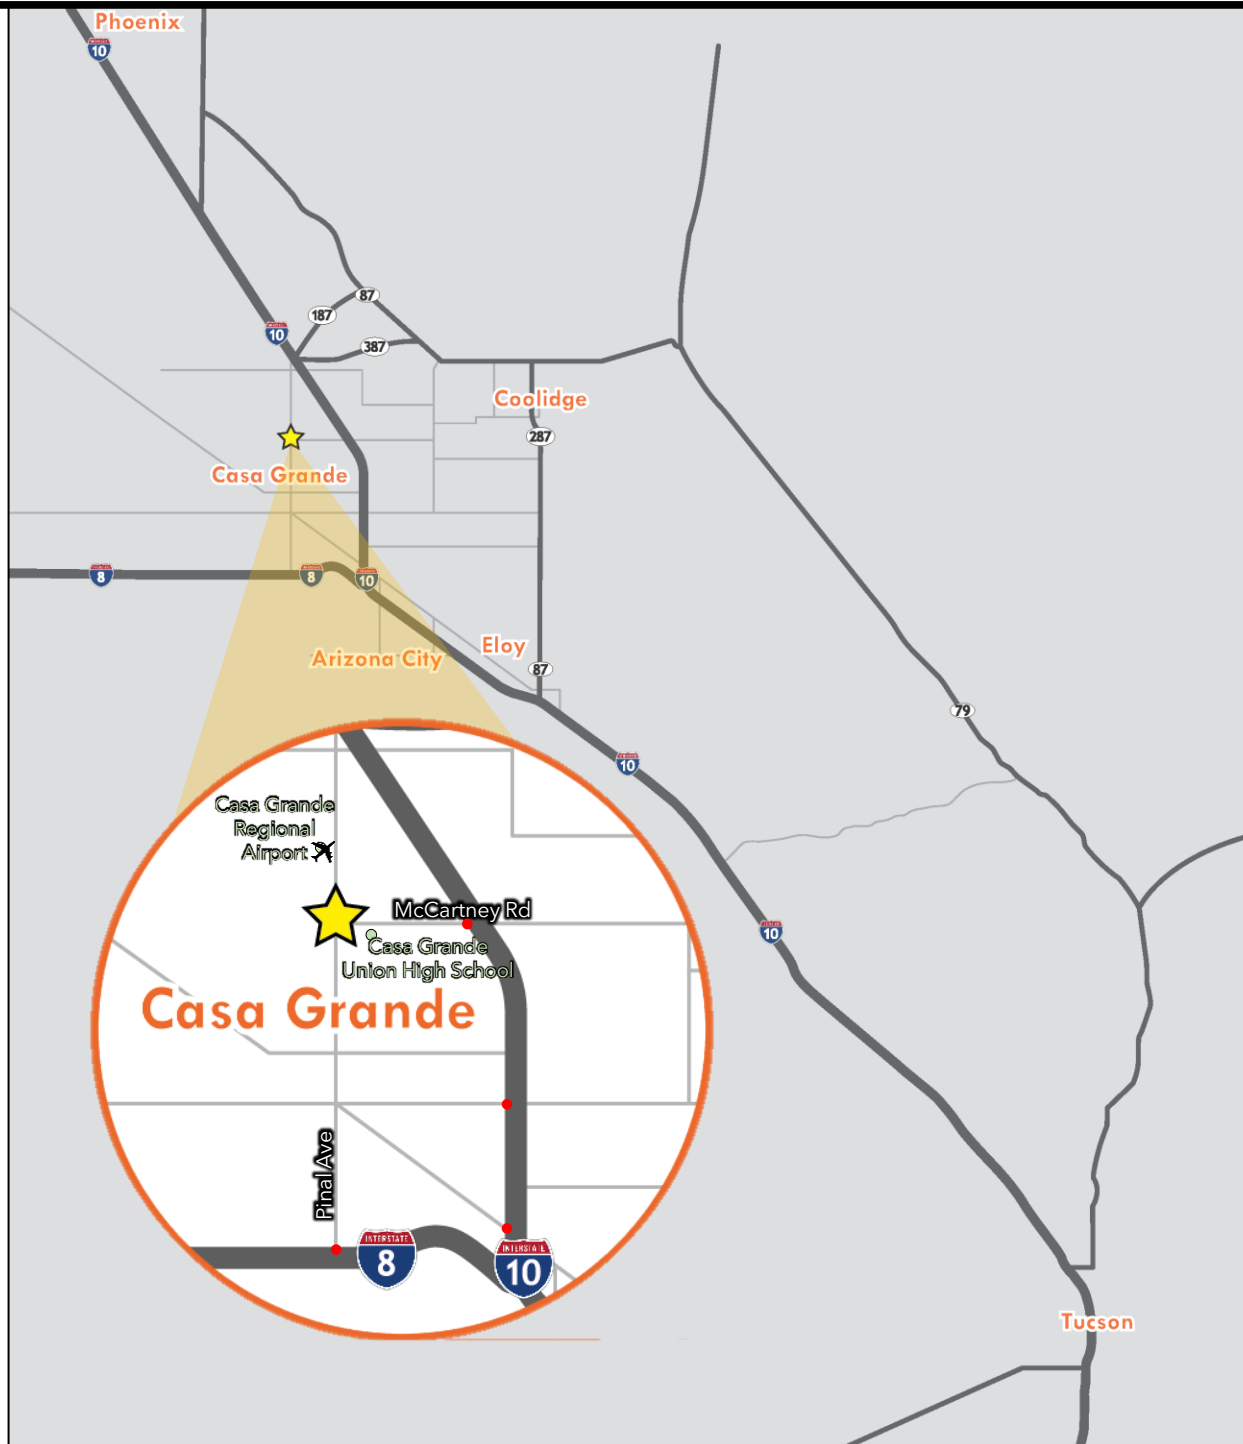 Phoenix
10
87
187
10
387
Coolidge
287
Casa Grande
8
8
10
Eloy
Arizona City
87
79
10
Casa Grande
Regional
Airport
McCartney Rd
10
Casa Grande
Union High School
Casa Grande
Pinal Ave
INTERSTATE
8
INTERSTATE
10
Tucson